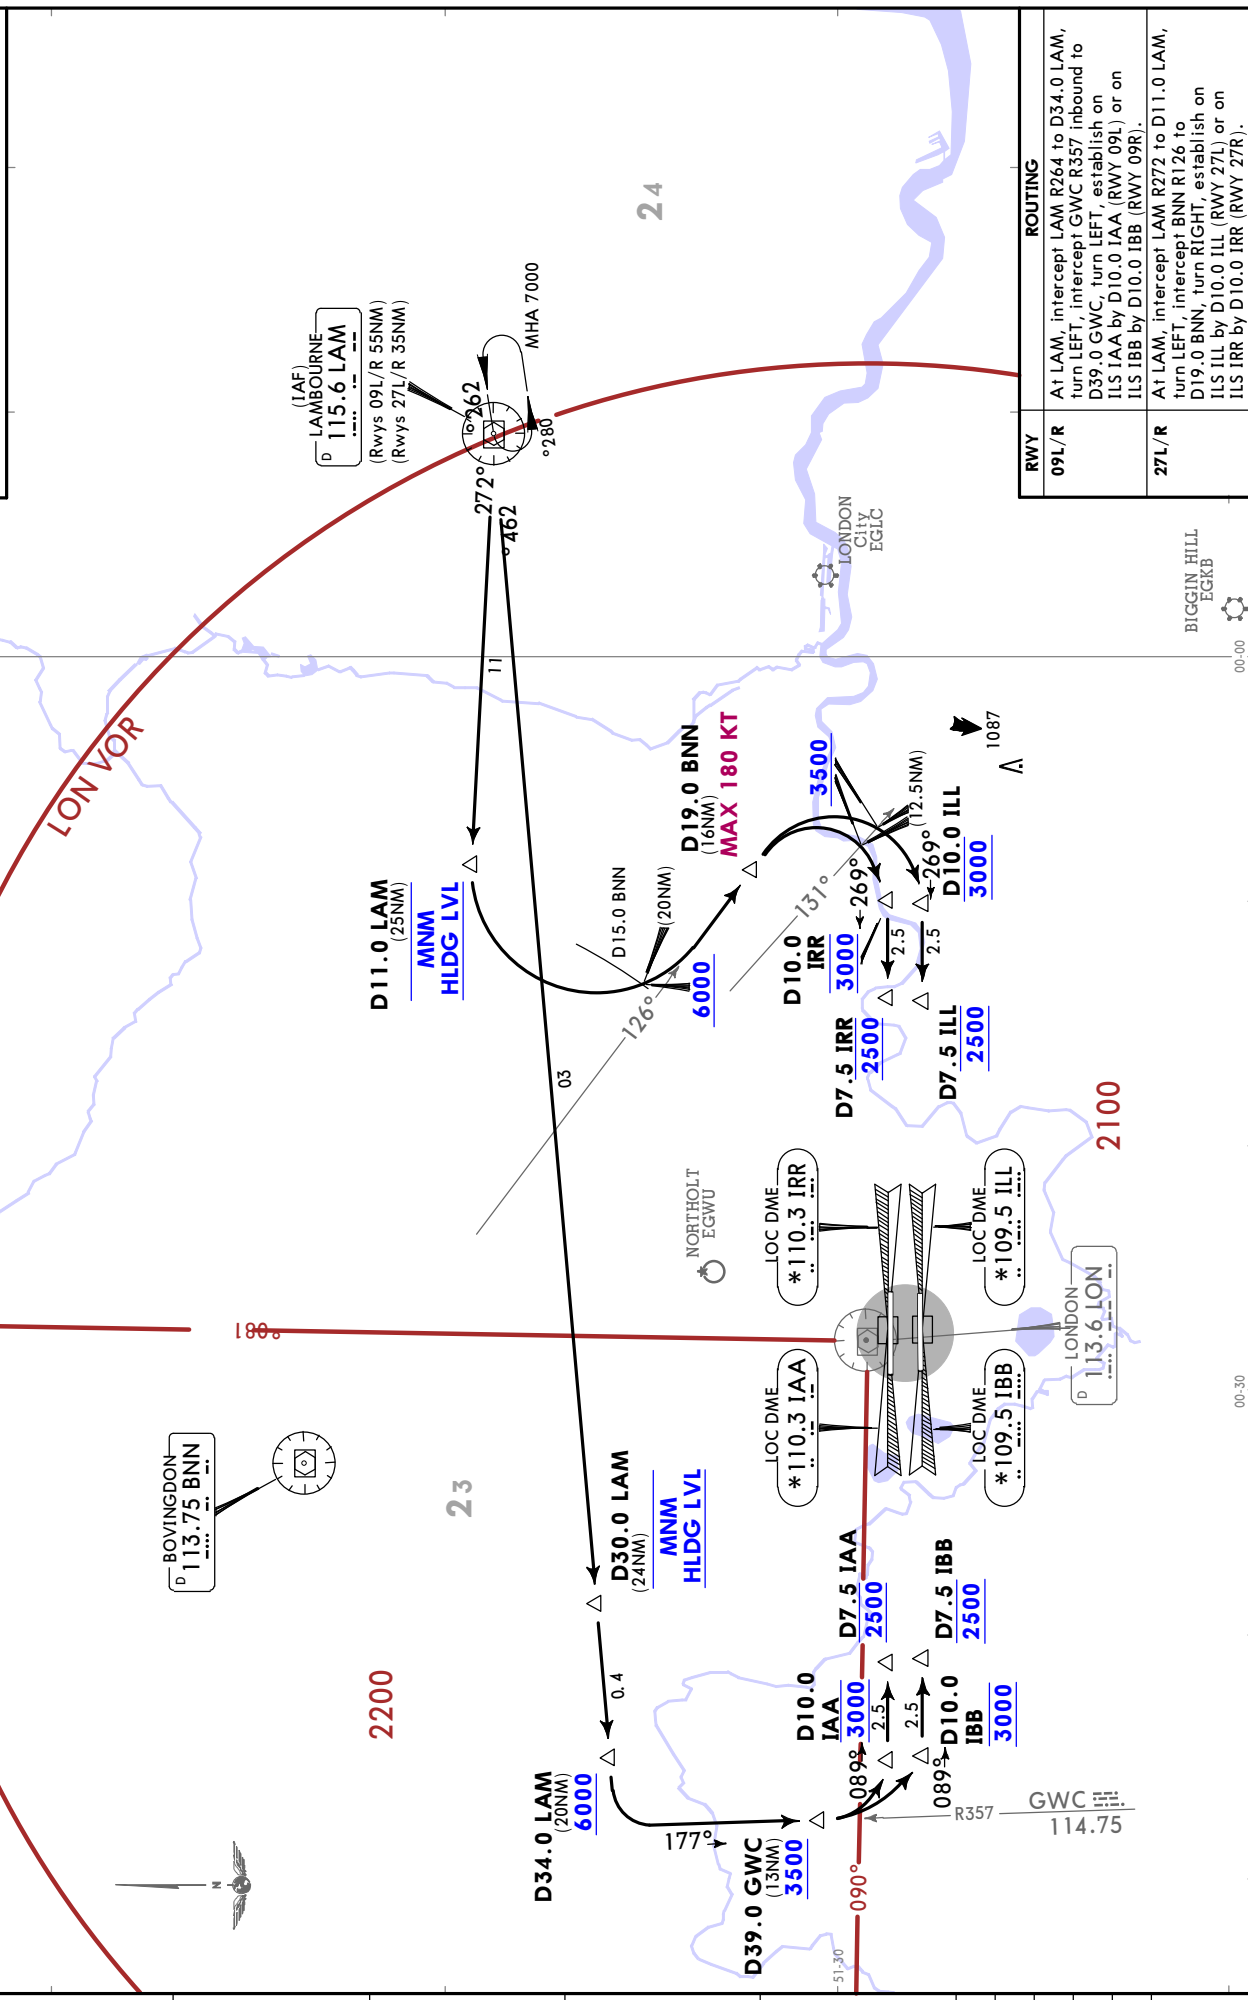 LON VOR
(IAF)
LAMBOURNE
D
115.6 LAM
(Rwys 09L/R 55NM)
(Rwys 27L/R 35NM)
262°
280°
MHA 7000
272°
264°
11
30
24
D11.0 LAM
(25NM)
MNM
HLDG LVL
D15.0 BNN
(20NM)
6000
126°
D19.0 BNN
(16NM)
MAX 180 KT
3500
131°
(12.5NM)
269°
269°
D10.0
IRR
3000
D10.0 ILL
3000
2.5
2.5
D7.5 IRR
2500
D7.5 ILL
2500
1087
LONDON
City
EGLC
BIGGIN HILL
EGKB
00-00
NORTHOLT
EGWU
LOC DME
*110.3 IRR
LOC DME
*109.5 ILL
LOC DME
*110.3 IAA
LOC DME
*109.5 IBB
LONDON
D
113.6 LON
2100
00-30
BOVINGDON
D
113.75 BNN
23
2200
D30.0 LAM
(24NM)
MNM
HLDG LVL
4.0
D34.0 LAM
(20NM)
6000
177°
D39.0 GWC
(13NM)
3500
D10.0
IAA
3000
089°
2.5
D7.5 IAA
2500
D10.0
IBB
3000
089°
2.5
D7.5 IBB
2500
R357
GWC
114.75
090°
180°
51-30
N
RWY
ROUTING
09L/R
At LAM, intercept LAM R264 to D34.0 LAM,
turn LEFT, intercept GWC R357 inbound to
D39.0 GWC, turn LEFT, establish on
ILS IAA by D10.0 IAA (RWY 09L) or on
ILS IBB by D10.0 IBB (RWY 09R).
27L/R
At LAM, intercept LAM R272 to D11.0 LAM,
turn LEFT, intercept BNN R126 to
D19.0 BNN, turn RIGHT, establish on
ILS ILL by D10.0 ILL (RWY 27L) or on
ILS IRR by D10.0 IRR (RWY 27R).